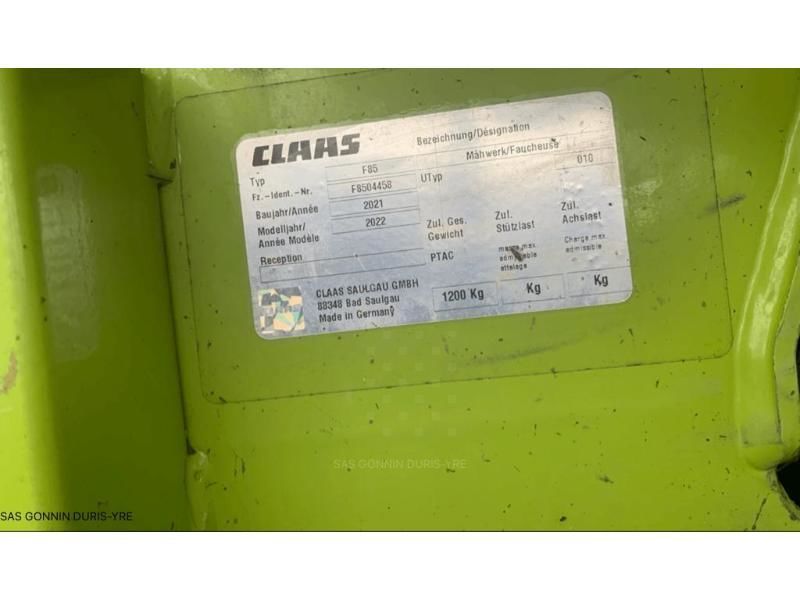 CLAAS
Bezeichnung/Désignation
Mähwerk/Faucheuse
Typ F85 UTyp 010
Fz.-Ident.-Nr. F8504458
Baujahr/Année 2021
Modelljahr/ Année Modèle 2022
Reception
Zul. Ges. Gewicht
Zul. Stützlast
Zul. Achslast
PTAC
charge max. admissible attelage
Charge max. admissible
1200 Kg Kg Kg
CLAAS SAULGAU GMBH
88348 Bad Saulgau
Made in Germany
SAS GONNIN DURIS-YRE
SAS GONNIN DURIS-YRE